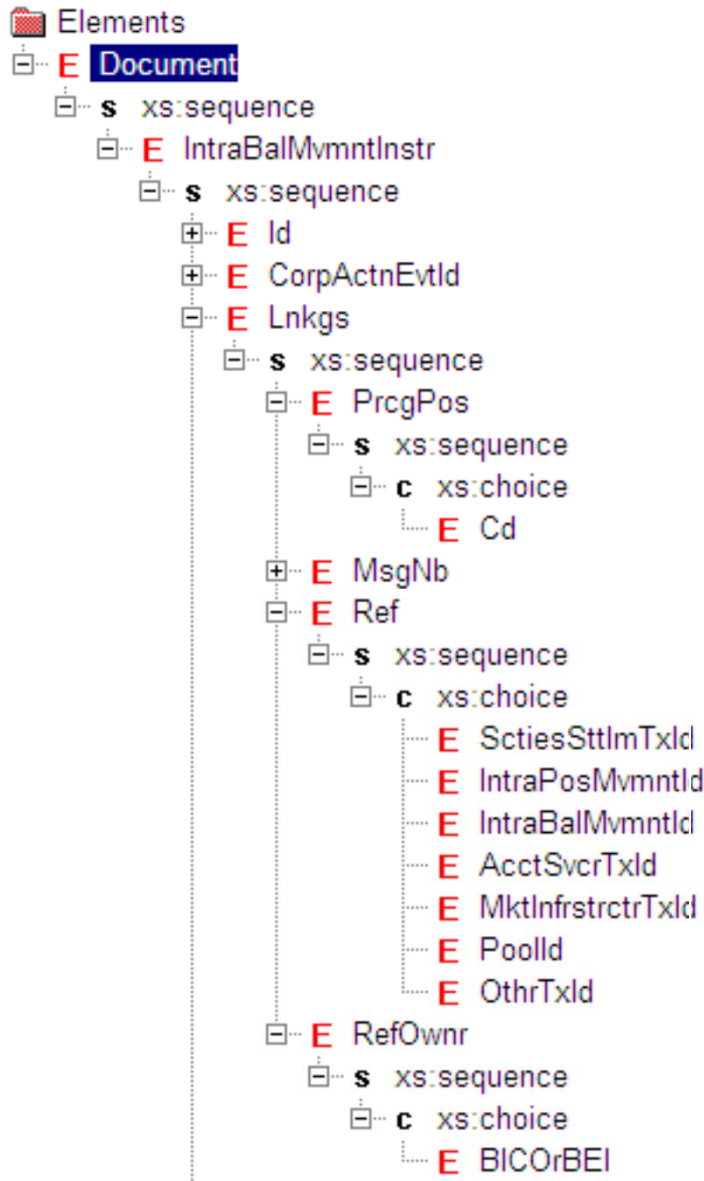 Elements
E Document
s xs:sequence
E IntraBalMvmntInstr
s xs:sequence
E Id
E CorpActnEvtId
E Lnkgs
s xs:sequence
E PrcgPos
s xs:sequence
c xs:choice
E Cd
E MsgNb
E Ref
s xs:sequence
c xs:choice
E SctiesSttlmTxId
E IntraPosMvmntId
E IntraBalMvmntId
E AcctSvcrTxId
E MktInfrstrctrTxId
E PoolId
E OthrTxId
E RefOwnr
s xs:sequence
c xs:choice
E BICOrBEI